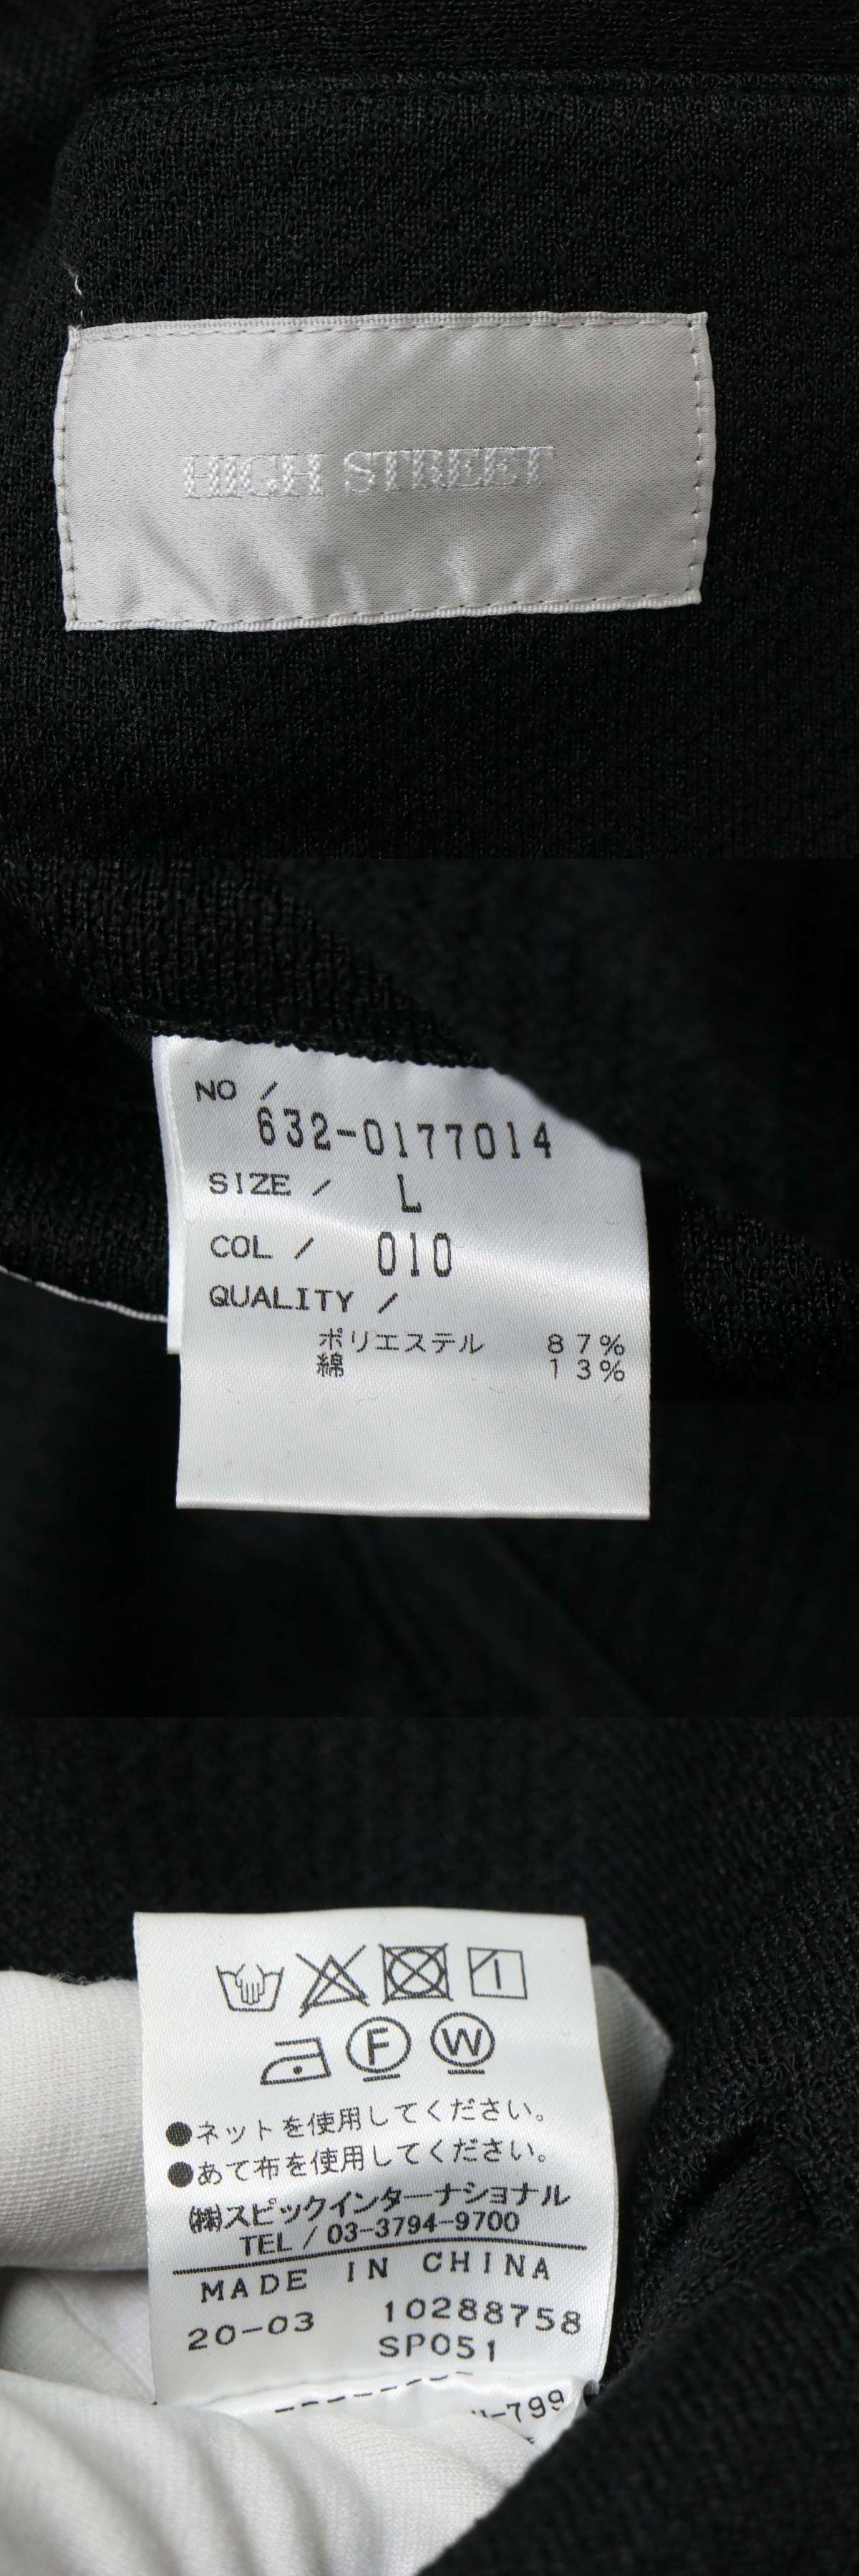 HIGH STREET
NO /
632-0177014
SIZE / L
COL / 010
QUALITY /
ポリエステル 87%
綿 13%
F W
●ネットを使用してください。
●あて布を使用してください。
㈱スピックインターナショナル
TEL / 03-3794-9700
MADE IN CHINA
20-03 10288758
SP051
-799